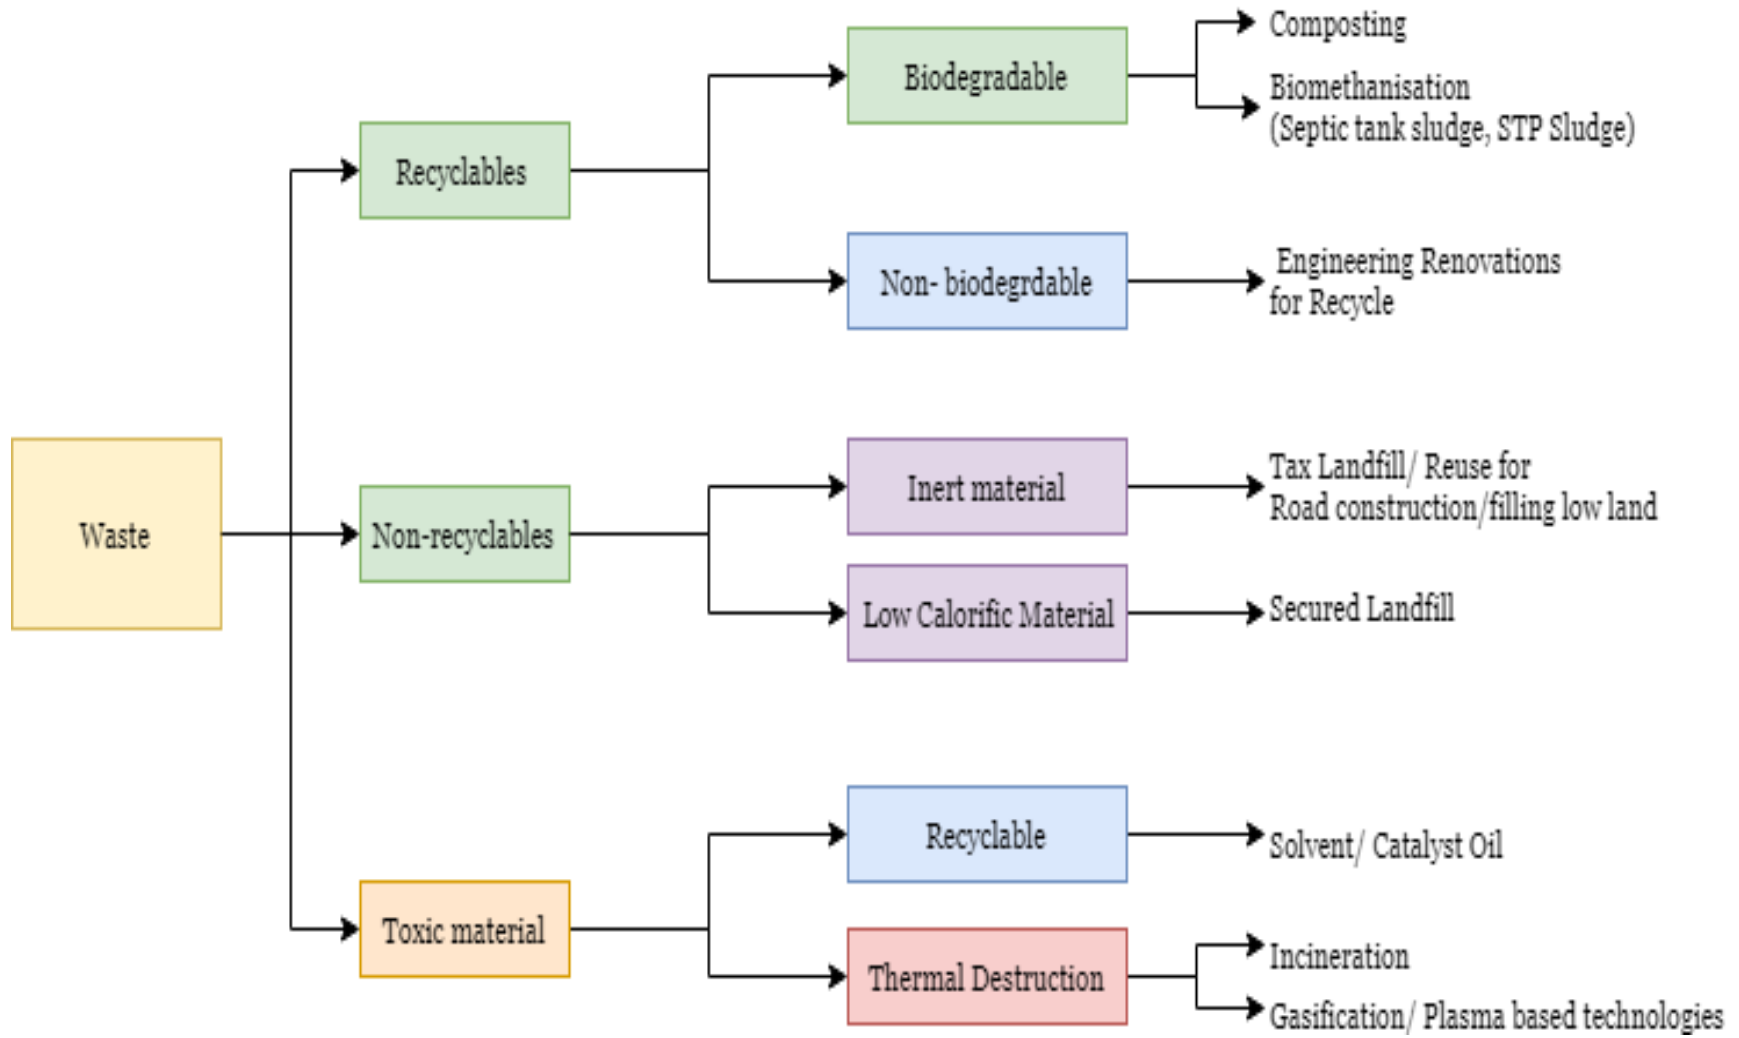 Waste
Recyclables
Non-recyclables
Toxic material
Biodegradable
Non- biodegrdable
Inert material
Low Calorific Material
Recyclable
Thermal Destruction
Composting
Biomethanisation
(Septic tank sludge, STP Sludge)
Engineering Renovations
for Recycle
Tax Landfill/ Reuse for
Road construction/filling low land
Secured Landfill
Solvent/ Catalyst Oil
Incineration
Gasification/ Plasma based technologies